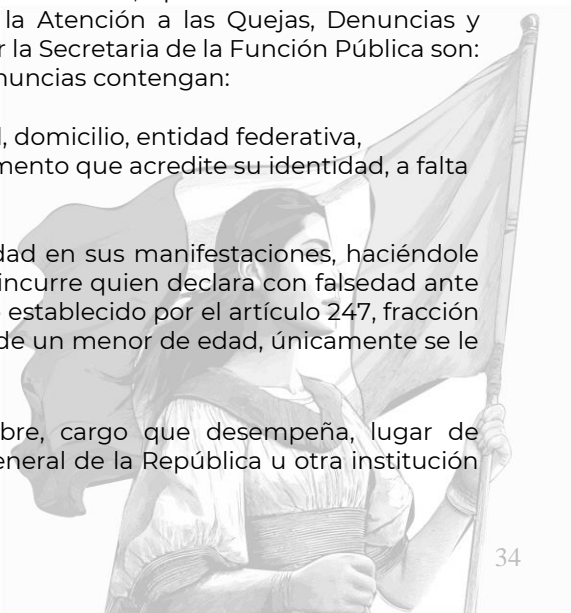 la Atención a las Quejas, Denuncias y
r la Secretaria de la Función Pública son:
nuncias contengan:
, domicilio, entidad federativa,
mento que acredite su identidad, a falta
dad en sus manifestaciones, haciéndole
incurre quien declara con falsedad ante
establecido por el artículo 247, fracción
de un menor de edad, únicamente se le
bre, cargo que desempeña, lugar de
eneral de la República u otra institución
34